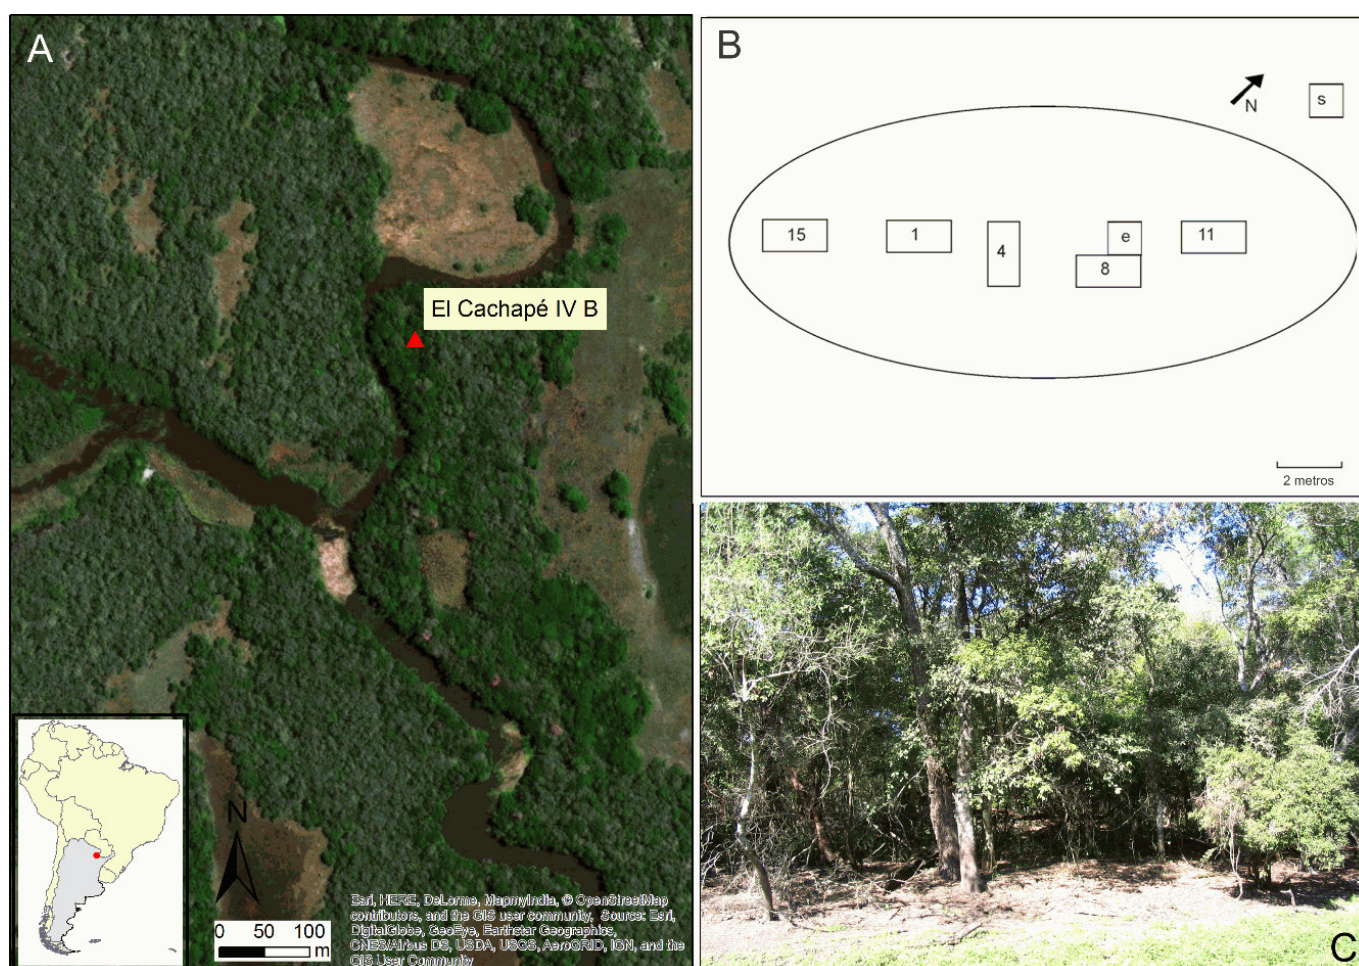 A
El Cachapé IV B
N
0 50 100
m
Esri, HERE, DeLorme, MapmyIndia, © OpenStreetMap
contributors, and the GIS user community, Source: Esri,
DigitalGlobe, GeoEye, Earthstar Geographics,
CNES/Airbus DS, USDA, USGS, AeroGRID, IGN, and the
GIS User Community
B
N
s
15
1
4
e
8
11
2 metros
C